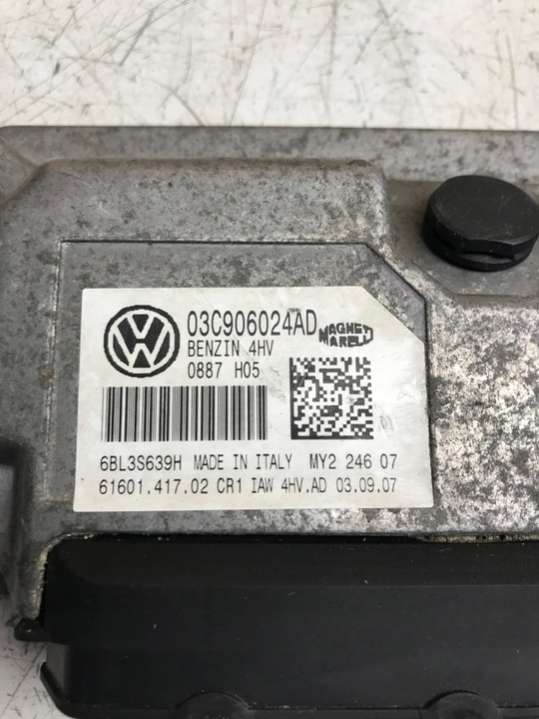 03C906024AD
MAGNETI
MARELLI
BENZIN 4HV
0887 H05
6BL3S639H MADE IN ITALY MY2 246 07
61601.417.02 CR1 IAW 4HV.AD 03.09.07